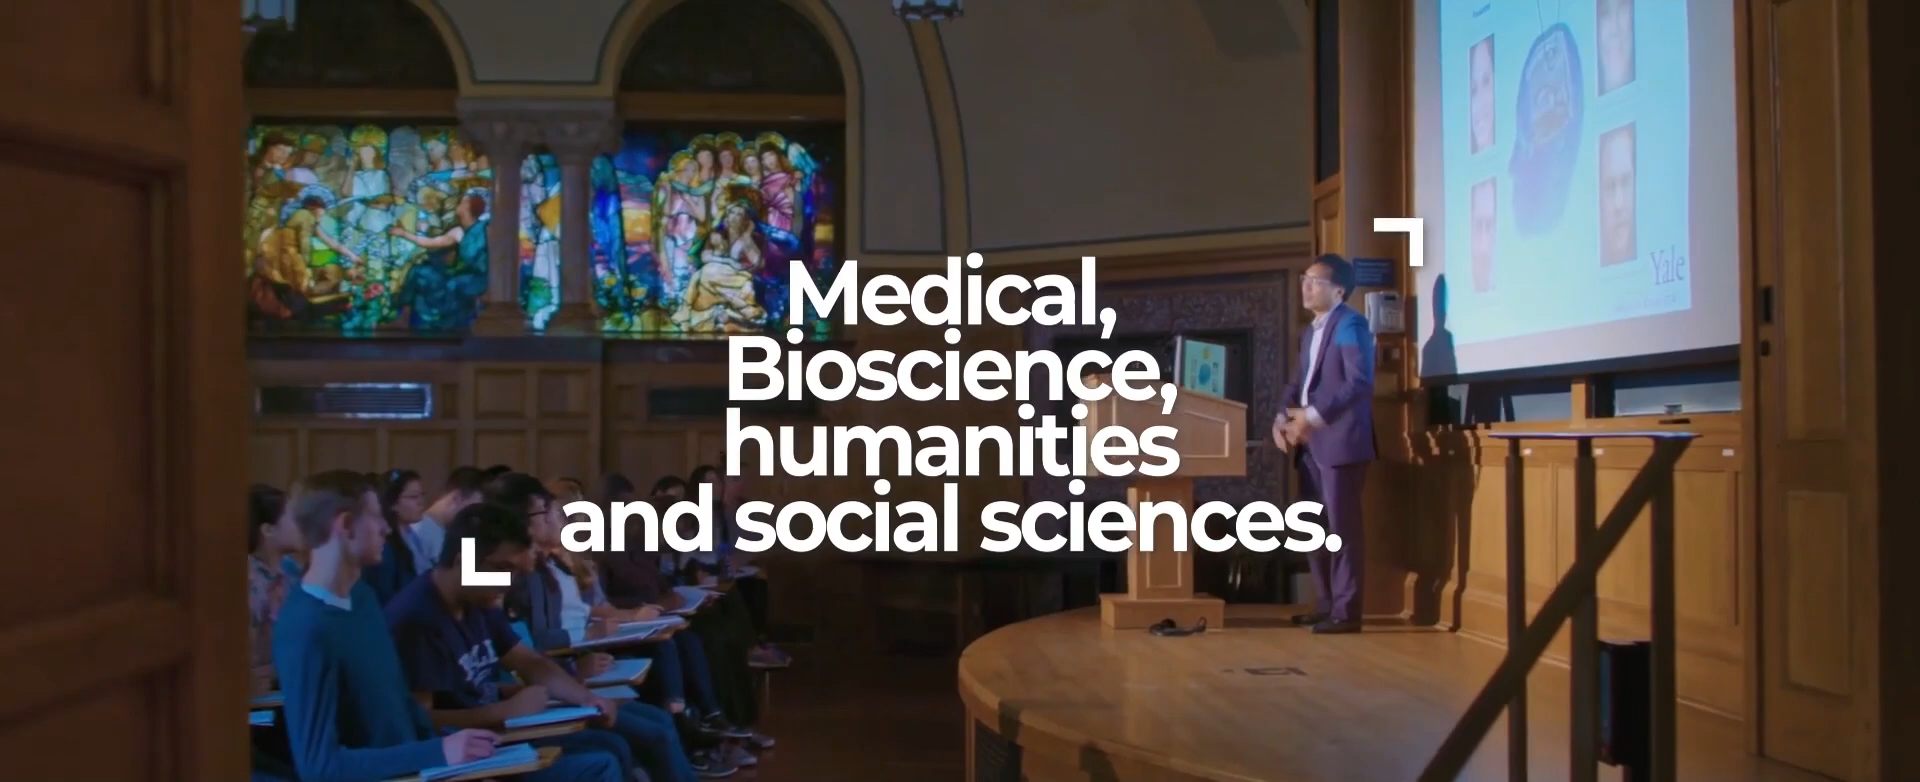 Medical,
Bioscience,
humanities
and social sciences.
Yale